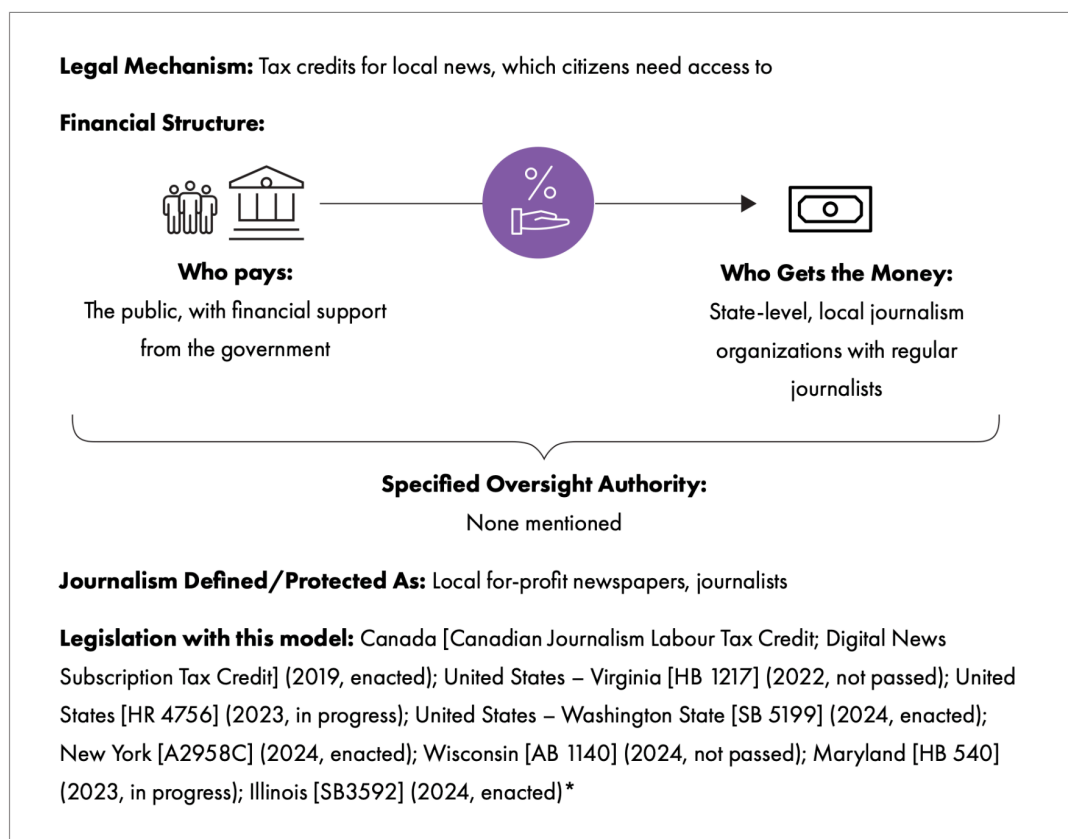 Legal Mechanism: Tax credits for local news, which citizens need access to
Financial Structure:
%
Who pays:
The public, with financial support
from the government
Who Gets the Money:
State-level, local journalism
organizations with regular
journalists
Specified Oversight Authority:
None mentioned
Journalism Defined/Protected As: Local for-profit newspapers, journalists
Legislation with this model: Canada [Canadian Journalism Labour Tax Credit; Digital News
Subscription Tax Credit] (2019, enacted); United States – Virginia [HB 1217] (2022, not passed); United
States [HR 4756] (2023, in progress); United States – Washington State [SB 5199] (2024, enacted);
New York [A2958C] (2024, enacted); Wisconsin [AB 1140] (2024, not passed); Maryland [HB 540]
(2023, in progress); Illinois [SB3592] (2024, enacted)*